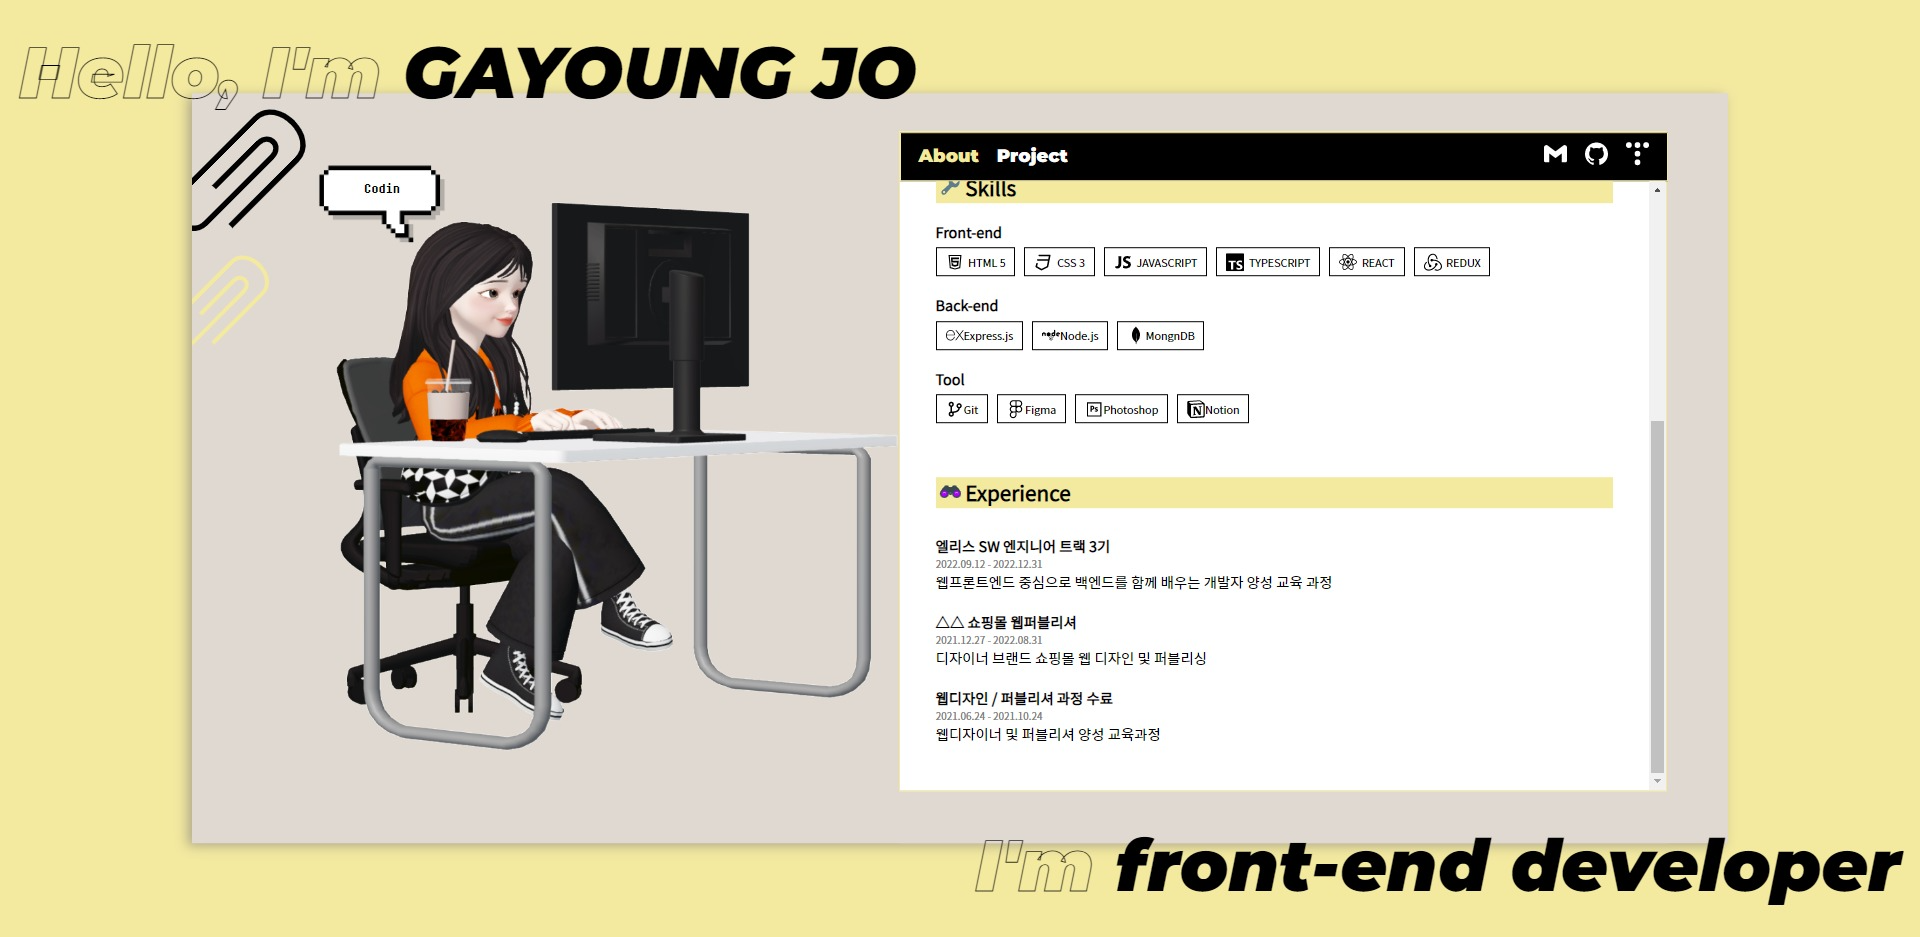 Hello, I'm GAYOUNG JO
Codin
About Project
Skills
Front-end
HTML 5 CSS 3 JS JAVASCRIPT TS TYPESCRIPT REACT REDUX
Back-end
ex Express.js node Node.js MongnDB
Tool
Git Figma Ps Photoshop N Notion
Experience
엘리스 SW 엔지니어 트랙 3기
2022.09.12 - 2022.12.31
웹프론트엔드 중심으로 백엔드를 함께 배우는 개발자 양성 교육 과정
△△ 쇼핑몰 웹퍼블리셔
2021.12.27 - 2022.08.31
디자이너 브랜드 쇼핑몰 웹 디자인 및 퍼블리싱
웹디자인 / 퍼블리셔 과정 수료
2021.06.24 - 2021.10.24
웹디자이너 및 퍼블리셔 양성 교육과정
I'm front-end developer